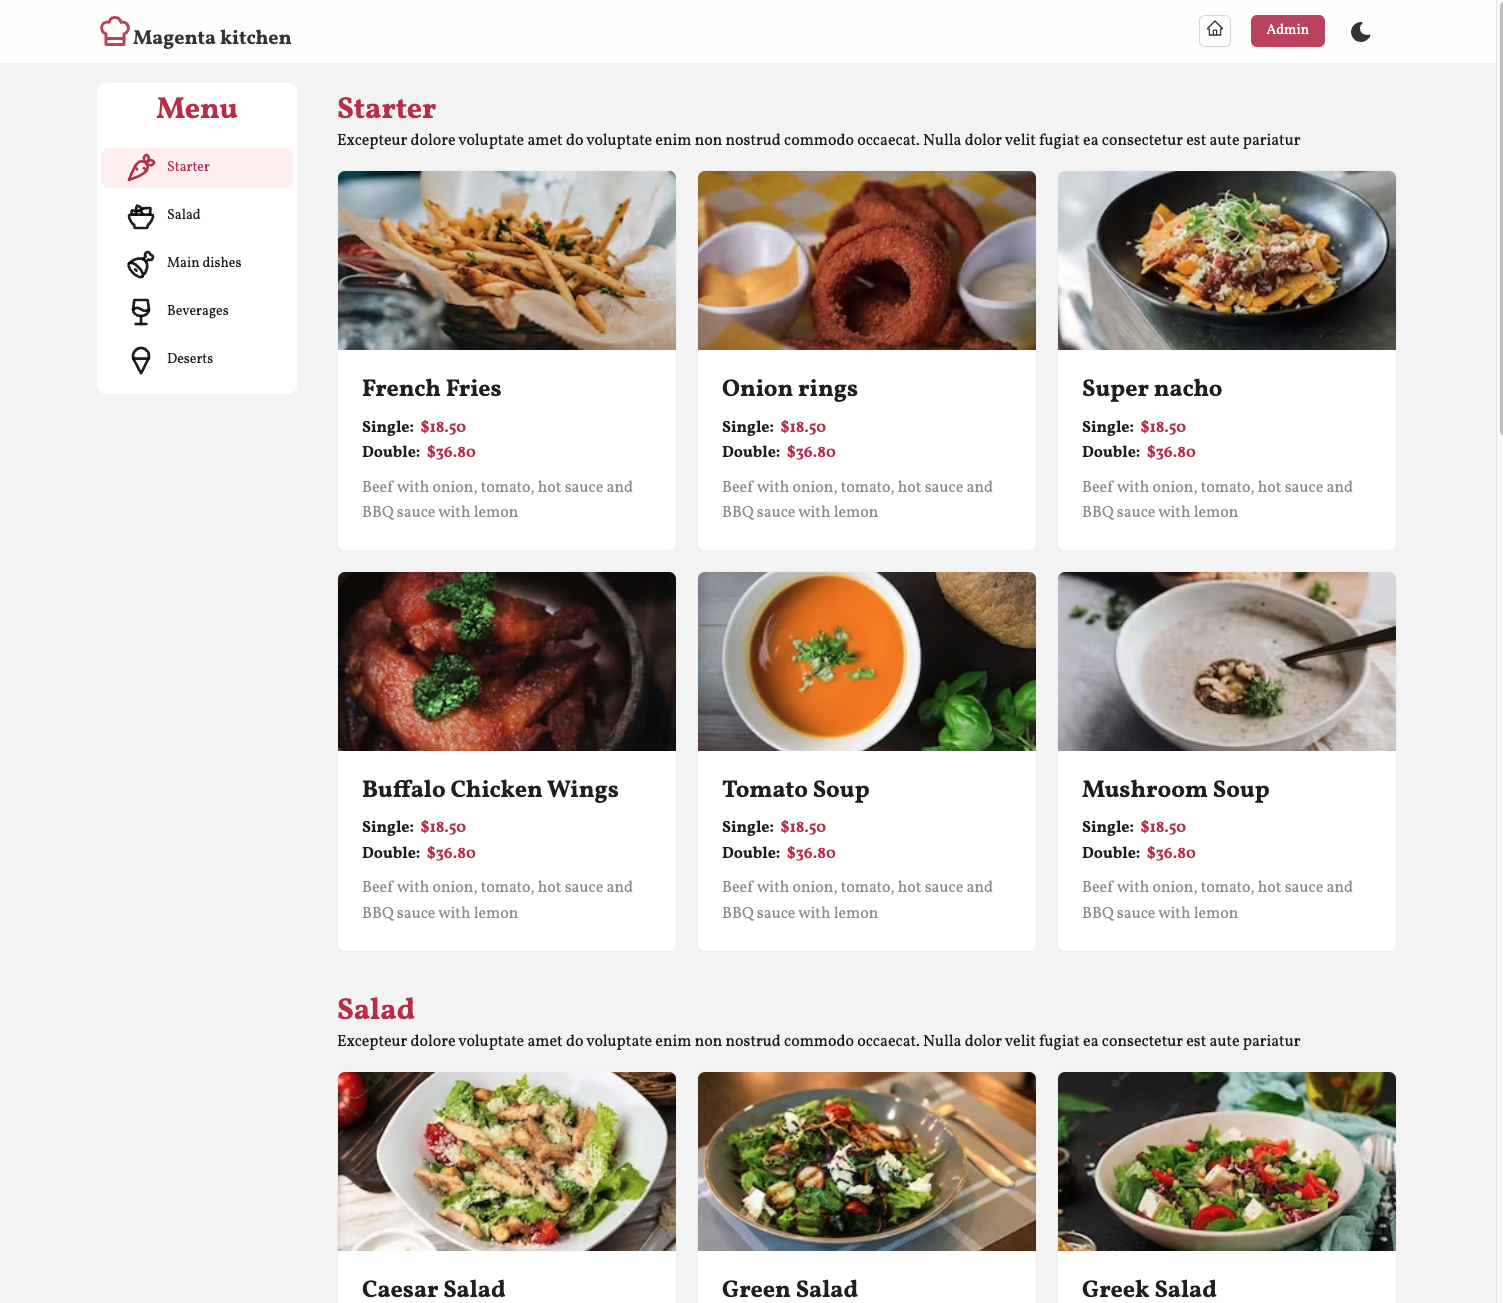 Magenta kitchen
Admin
Menu
Starter
Salad
Main dishes
Beverages
Deserts
Starter
Excepteur dolore voluptate amet do voluptate enim non nostrud commodo occaecat. Nulla dolor velit fugiat ea consectetur est aute pariatur
French Fries
Single: $18.50
Double: $36.80
Beef with onion, tomato, hot sauce and
BBQ sauce with lemon
Onion rings
Single: $18.50
Double: $36.80
Beef with onion, tomato, hot sauce and
BBQ sauce with lemon
Super nacho
Single: $18.50
Double: $36.80
Beef with onion, tomato, hot sauce and
BBQ sauce with lemon
Buffalo Chicken Wings
Single: $18.50
Double: $36.80
Beef with onion, tomato, hot sauce and
BBQ sauce with lemon
Tomato Soup
Single: $18.50
Double: $36.80
Beef with onion, tomato, hot sauce and
BBQ sauce with lemon
Mushroom Soup
Single: $18.50
Double: $36.80
Beef with onion, tomato, hot sauce and
BBQ sauce with lemon
Salad
Excepteur dolore voluptate amet do voluptate enim non nostrud commodo occaecat. Nulla dolor velit fugiat ea consectetur est aute pariatur
Caesar Salad
Green Salad
Greek Salad